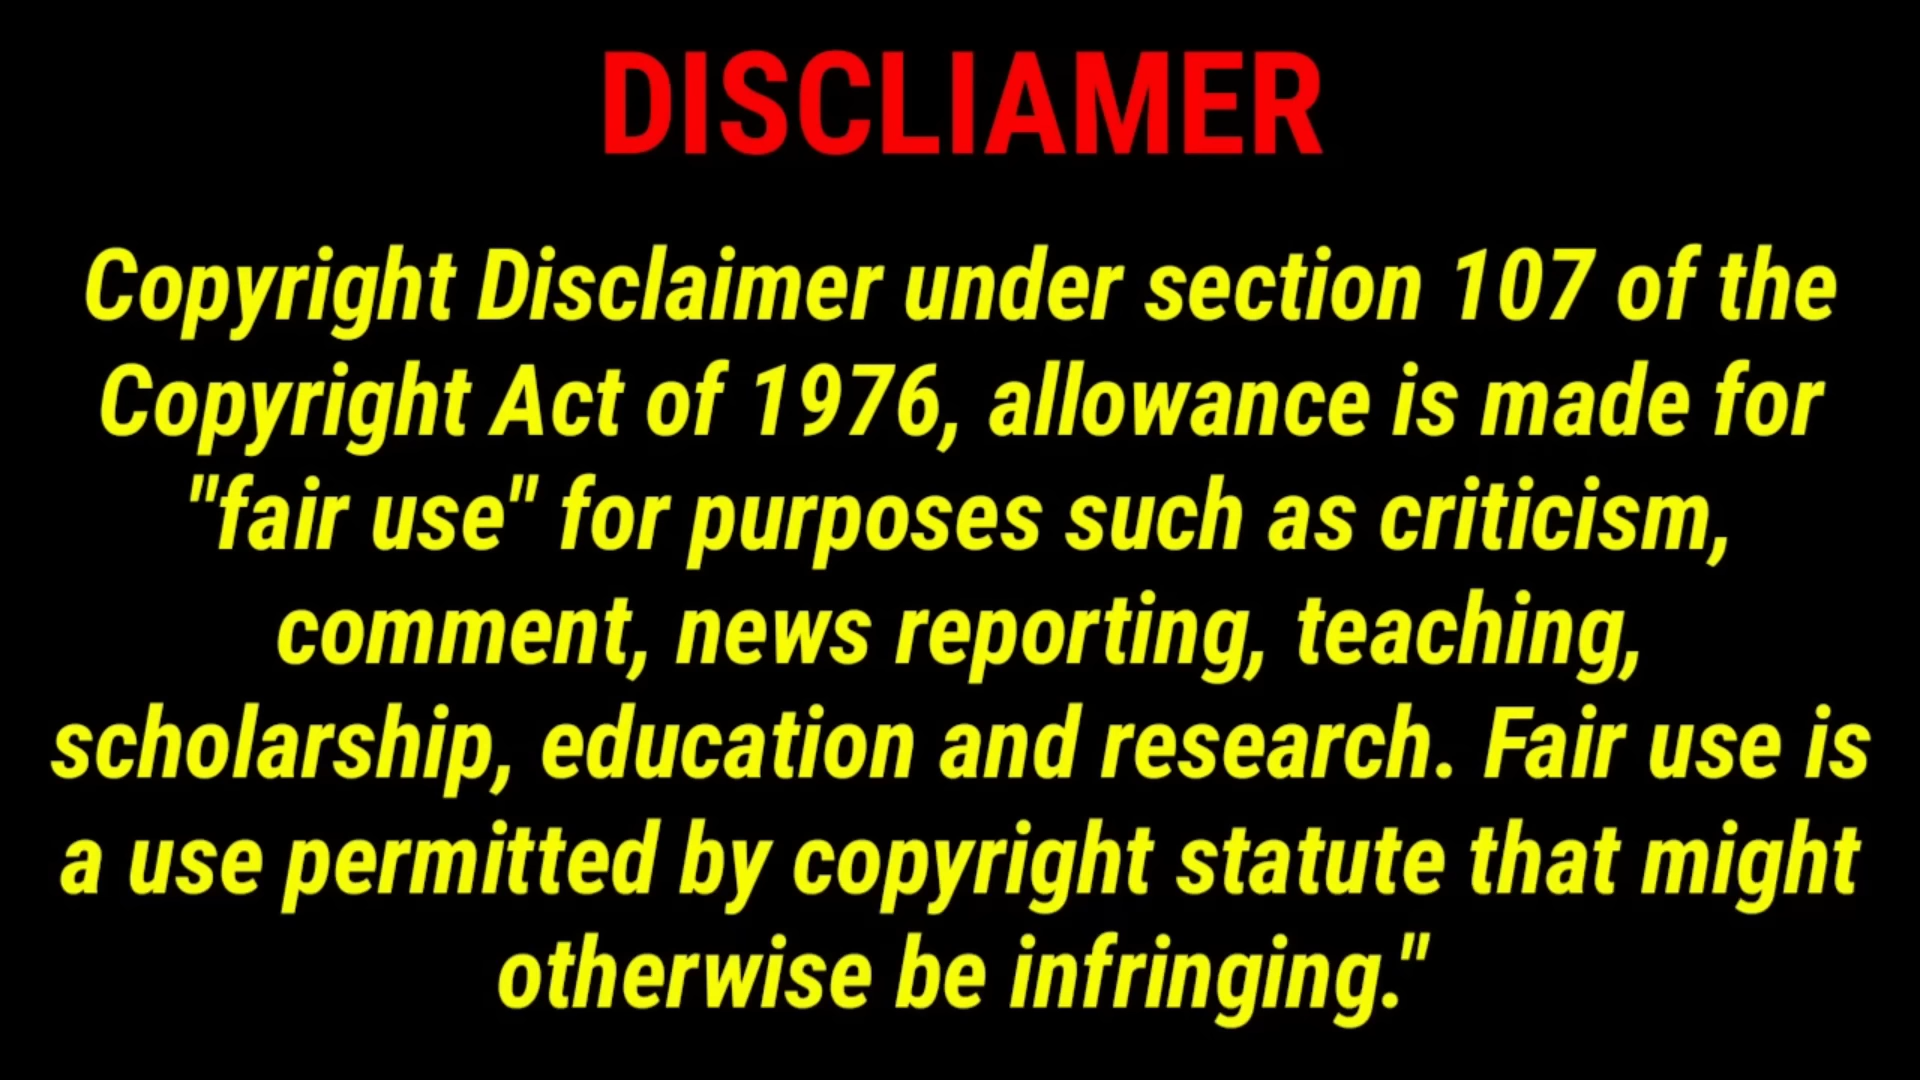 DISCLIAMER
Copyright Disclaimer under section 107 of the
Copyright Act of 1976, allowance is made for
"fair use" for purposes such as criticism,
comment, news reporting, teaching,
scholarship, education and research. Fair use is
a use permitted by copyright statute that might
otherwise be infringing."